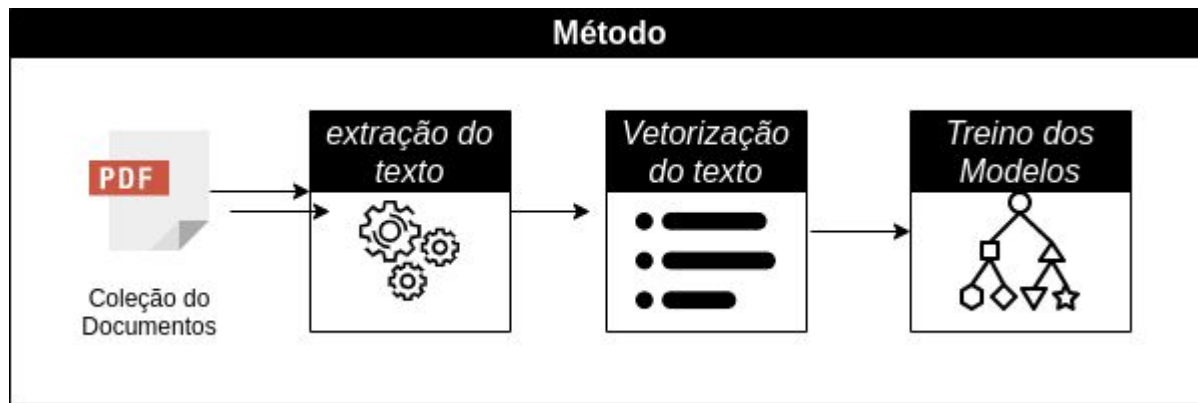 Método
PDF
Coleção do
Documentos
extração do
texto
Vetorização
do texto
Treino dos
Modelos